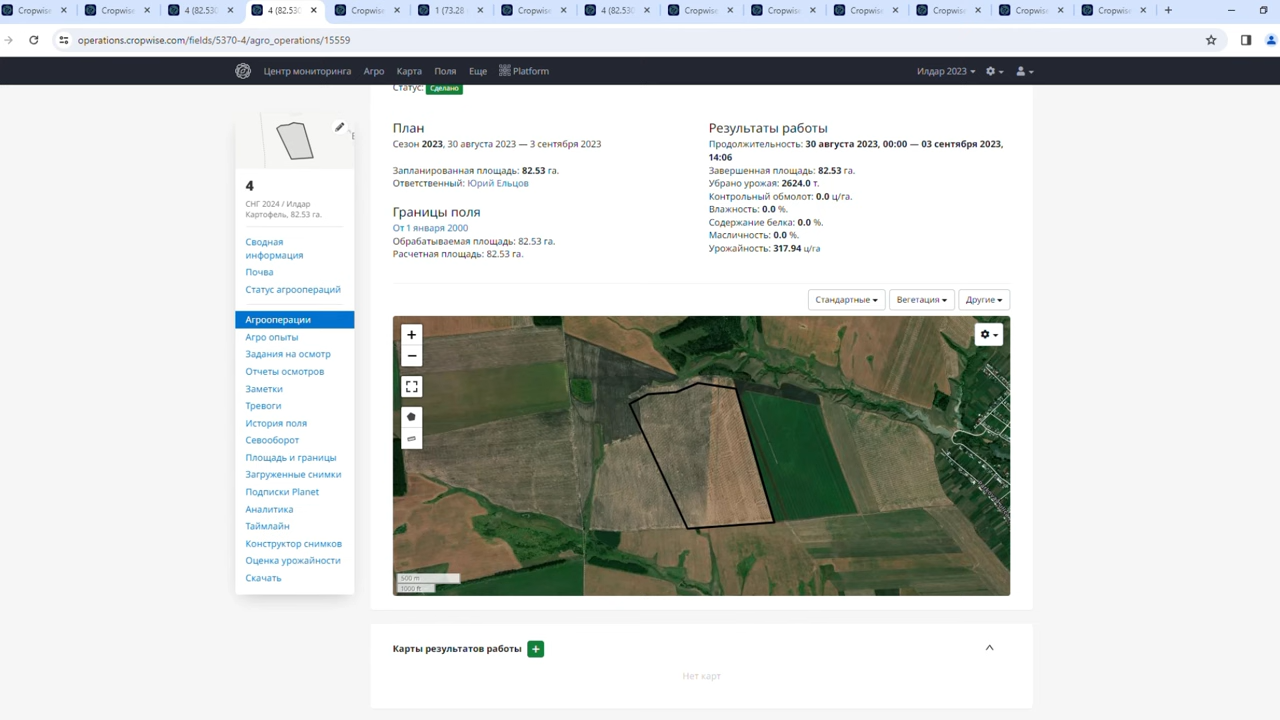 Cropwise
Cropwise
4 (82.530
4 (82.530
Cropwise
1 (73.28
Cropwise
4 (82.530
Cropwise
Cropwise
Cropwise
Cropwise
Cropwise
Cropwise
operations.cropwise.com/fields/5370-4/agro_operations/15559
Центр мониторинга Агро Карта Поля Еще Platform Илдар 2023
Статус: Сделано
4
СНГ 2024 / Илдар
Картофель, 82.53 га.
Сводная
информация
Почва
Статус агроопераций
Агрооперации
Агро опыты
Задания на осмотр
Отчеты осмотров
Заметки
Тревоги
История поля
Севооборот
Площадь и границы
Загруженные снимки
Подписки Planet
Аналитика
Таймлайн
Конструктор снимков
Оценка урожайности
Скачать
План
Сезон 2023, 30 августа 2023 — 3 сентября 2023
Запланированная площадь: 82.53 га.
Ответственный: Юрий Ельцов
Границы поля
От 1 января 2000
Обрабатываемая площадь: 82.53 га.
Расчетная площадь: 82.53 га.
Результаты работы
Продолжительность: 30 августа 2023, 00:00 — 03 сентября 2023,
14:06
Завершенная площадь: 82.53 га.
Убрано урожая: 2624.0 т.
Контрольный обмолот: 0.0 ц/га.
Влажность: 0.0 %.
Содержание белка: 0.0 %.
Масличность: 0.0 %.
Урожайность: 317.94 ц/га
Стандартные Вегетация Другие
+
−
500 m
1000 ft
Карты результатов работы +
Нет карт